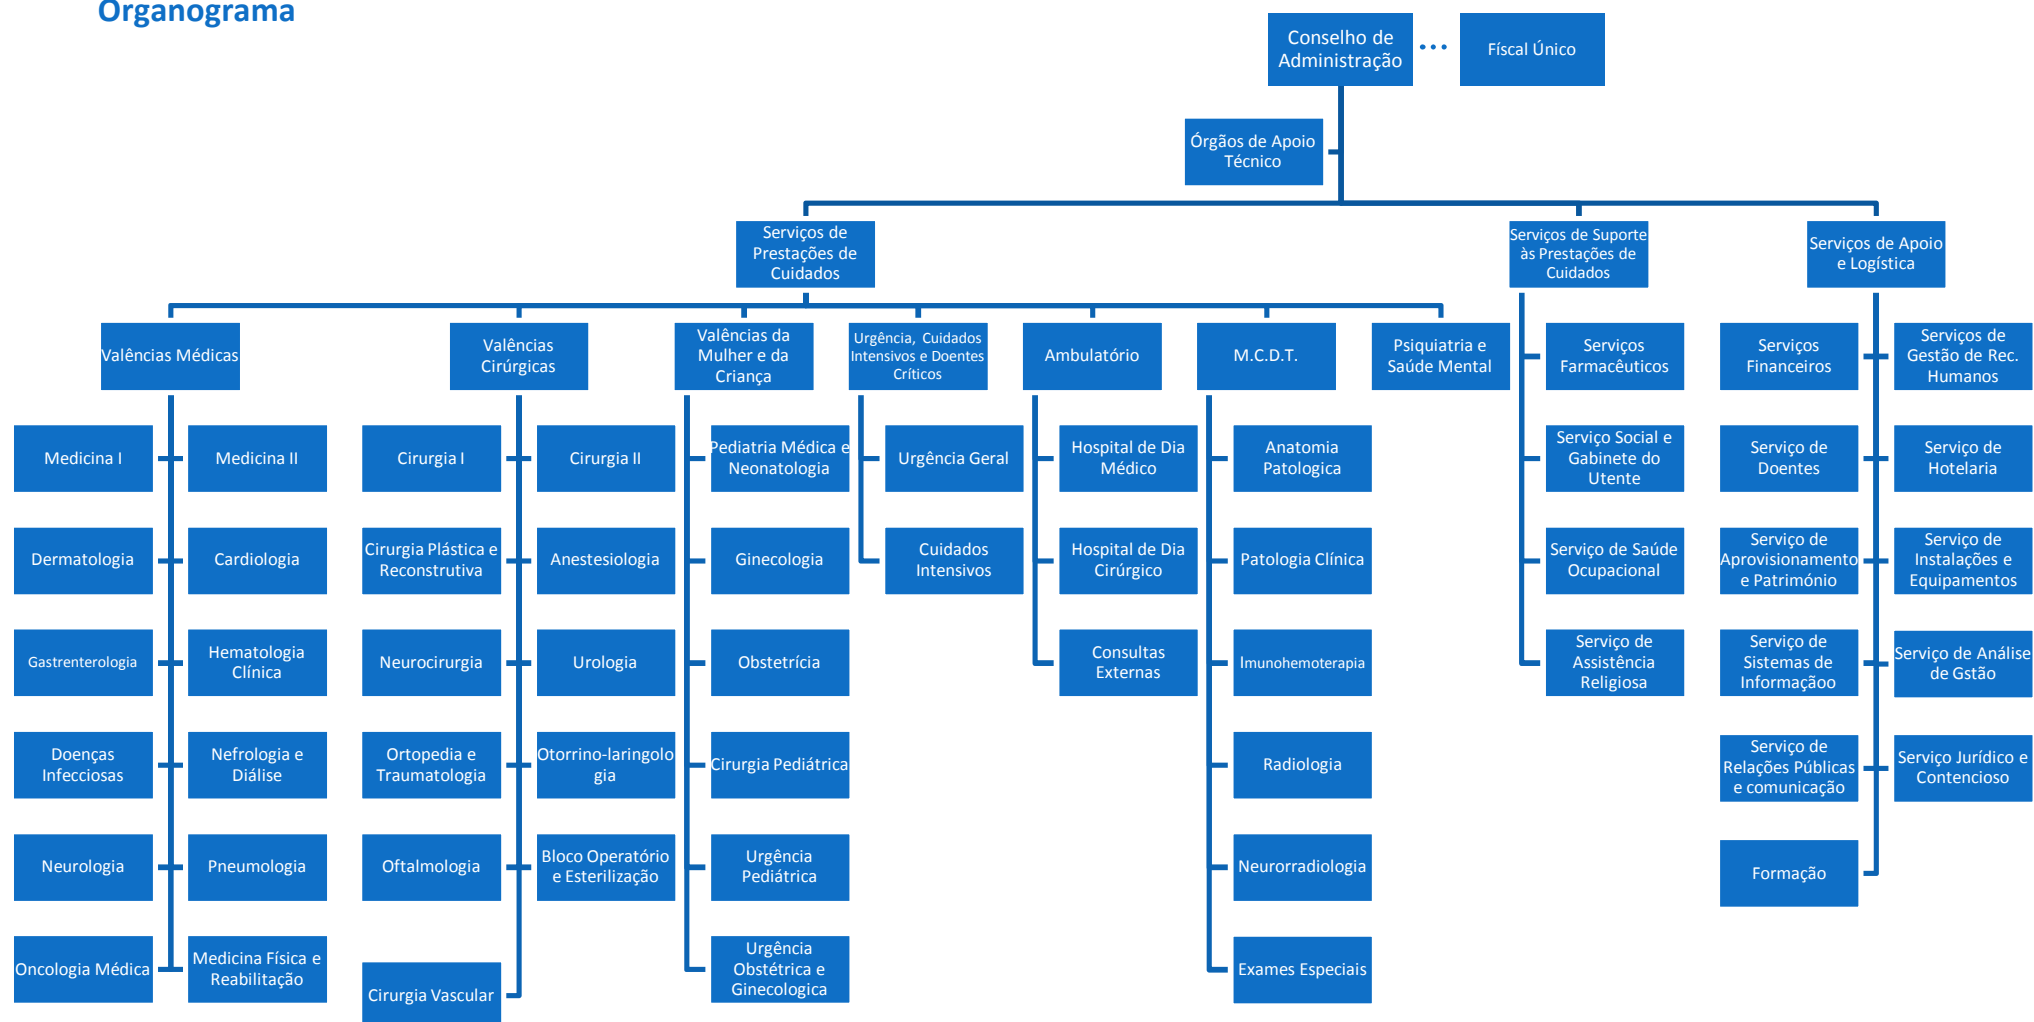 Organograma
Conselho de
Administração
...
Físcal Único
Órgãos de Apoio
Técnico
Serviços de
Prestações de
Cuidados
Serviços de Suporte
às Prestações de
Cuidados
Serviços de Apoio
e Logística
Valências Médicas
Valências
Cirúrgicas
Valências da
Mulher e da
Criança
Urgência, Cuidados
Intensivos e Doentes
Críticos
Ambulatório
M.C.D.T.
Psiquiatria e
Saúde Mental
Serviços
Farmacêuticos
Serviços
Financeiros
Serviços de
Gestão de Rec.
Humanos
Medicina I
Medicina II
Cirurgia I
Cirurgia II
Pediatria Médica e
Neonatologia
Urgência Geral
Hospital de Dia
Médico
Anatomia
Patologica
Serviço Social e
Gabinete do
Utente
Serviço de
Doentes
Serviço de
Hotelaria
Dermatologia
Cardiologia
Cirurgia Plástica e
Reconstrutiva
Anestesiologia
Ginecologia
Cuidados
Intensivos
Hospital de Dia
Cirúrgico
Patologia Clínica
Serviço de Saúde
Ocupacional
Serviço de
Aprovisionamento
e Património
Serviço de
Instalações e
Equipamentos
Gastrenterologia
Hematologia
Clínica
Neurocirurgia
Urologia
Obstetrícia
Consultas
Externas
Imunohemoterapia
Serviço de
Assistência
Religiosa
Serviço de
Sistemas de
Informaçãoo
Serviço de Análise
de Gstão
Doenças
Infecciosas
Nefrologia e
Diálise
Ortopedia e
Traumatologia
Otorrino-laringolo
gia
Cirurgia Pediátrica
Radiologia
Serviço de
Relações Públicas
e comunicação
Serviço Jurídico e
Contencioso
Neurologia
Pneumologia
Oftalmologia
Bloco Operatório
e Esterilização
Urgência
Pediátrica
Neurorradiologia
Formação
Oncologia Médica
Medicina Física e
Reabilitação
Cirurgia Vascular
Urgência
Obstétrica e
Ginecologica
Exames Especiais